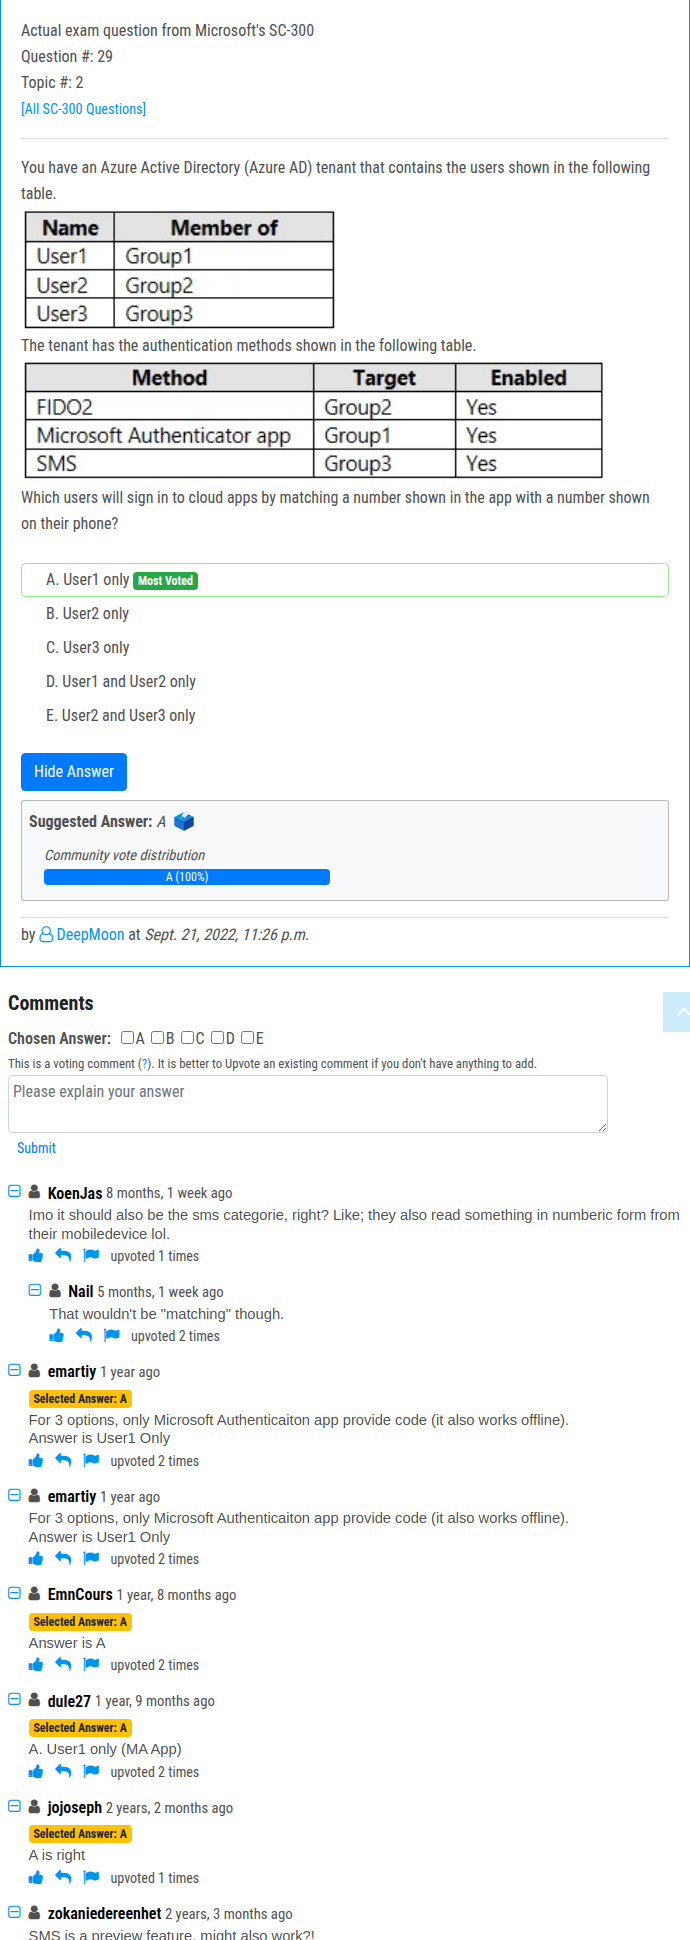 Actual exam question from Microsoft's SC-300
Question #: 29
Topic #: 2
[All SC-300 Questions]
You have an Azure Active Directory (Azure AD) tenant that contains the users shown in the following
table.
Name Member of
User1 Group1
User2 Group2
User3 Group3
The tenant has the authentication methods shown in the following table.
Method Target Enabled
FIDO2 Group2 Yes
Microsoft Authenticator app Group1 Yes
SMS Group3 Yes
Which users will sign in to cloud apps by matching a number shown in the app with a number shown
on their phone?
A. User1 only Most Voted
B. User2 only
C. User3 only
D. User1 and User2 only
E. User2 and User3 only
Hide Answer
Suggested Answer: A
Community vote distribution
A (100%)
by DeepMoon at Sept. 21, 2022, 11:26 p.m.
Comments
Chosen Answer: A B C D E
This is a voting comment (?). It is better to Upvote an existing comment if you don't have anything to add.
Please explain your answer
Submit
KoenJas 8 months, 1 week ago
Imo it should also be the sms categorie, right? Like; they also read something in numberic form from
their mobiledevice lol.
upvoted 1 times
Nail 5 months, 1 week ago
That wouldn't be "matching" though.
upvoted 2 times
emartiy 1 year ago
Selected Answer: A
For 3 options, only Microsoft Authenticaiton app provide code (it also works offline).
Answer is User1 Only
upvoted 2 times
emartiy 1 year ago
For 3 options, only Microsoft Authenticaiton app provide code (it also works offline).
Answer is User1 Only
upvoted 2 times
EmnCours 1 year, 8 months ago
Selected Answer: A
Answer is A
upvoted 2 times
dule27 1 year, 9 months ago
Selected Answer: A
A. User1 only (MA App)
upvoted 2 times
jojoseph 2 years, 2 months ago
Selected Answer: A
A is right
upvoted 1 times
zokaniedereenhet 2 years, 3 months ago
SMS is a preview feature, might also work?!